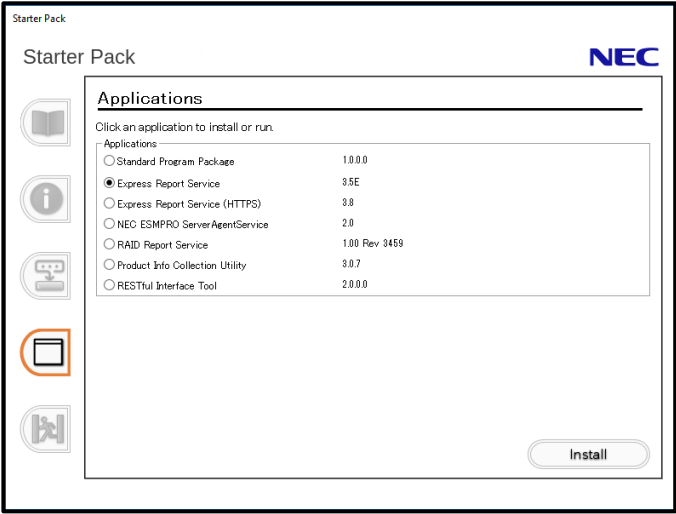 Starter Pack
Starter Pack
NEC
Applications
Click an application to install or run.
Applications
Standard Program Package 1.0.0.0
Express Report Service 3.5E
Express Report Service (HTTPS) 3.8
NEC ESMPRO ServerAgentService 2.0
RAID Report Service 1.00 Rev 3459
Product Info Collection Utility 3.0.7
RESTful Interface Tool 2.0.0.0
Install